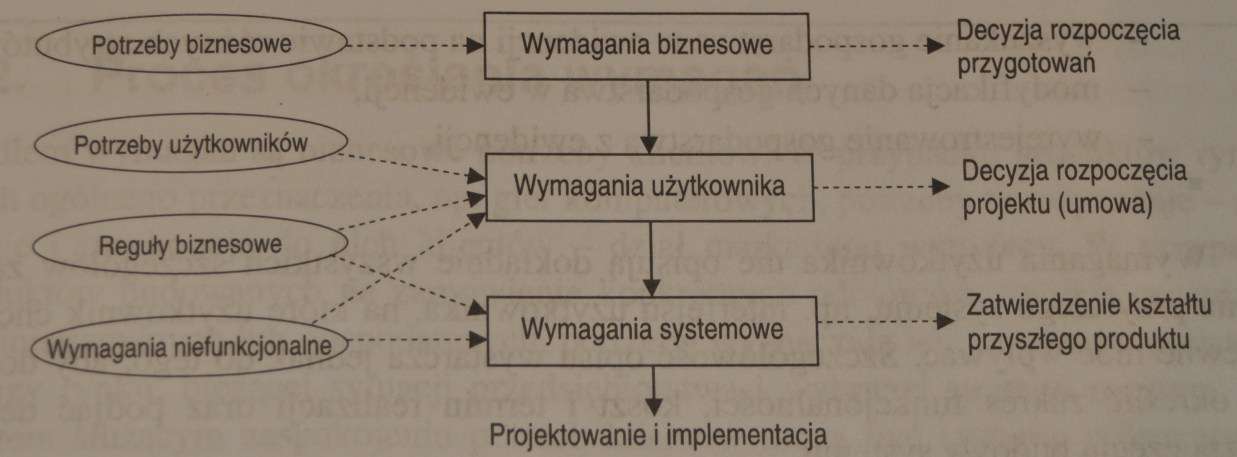 Potrzeby biznesowe
Wymagania biznesowe
Decyzja rozpoczęcia
przygotowań
Potrzeby użytkowników
Wymagania użytkownika
Decyzja rozpoczęcia
projektu (umowa)
Reguły biznesowe
Wymagania systemowe
Zatwierdzenie kształtu
przyszłego produktu
Wymagania niefunkcjonalne
Projektowanie i implementacja